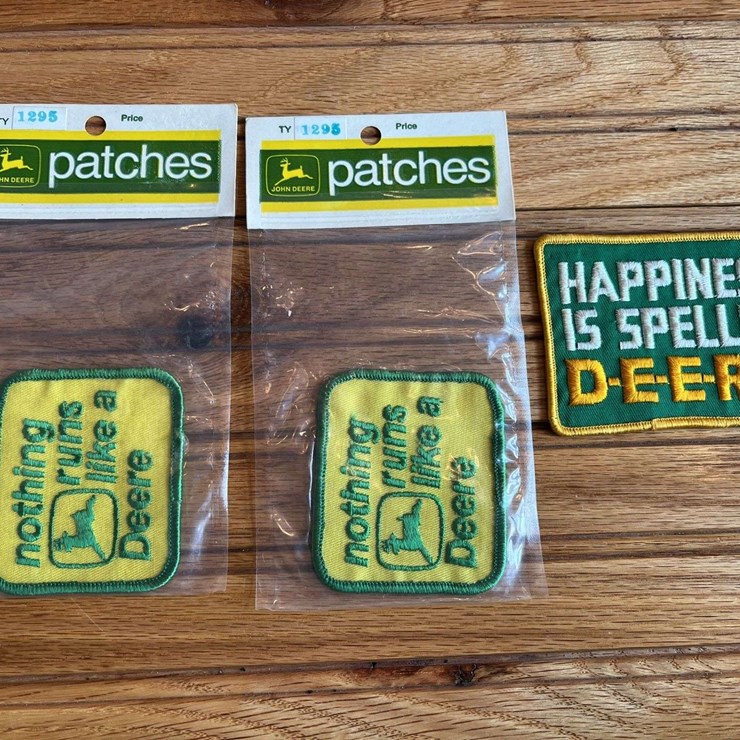 TY 1295 Price
JOHN DEERE patches
nothing
runs
like a
Deere
TY 1295 Price
JOHN DEERE patches
nothing
runs
like a
Deere
HAPPINES
IS SPELL
D-E-E-R